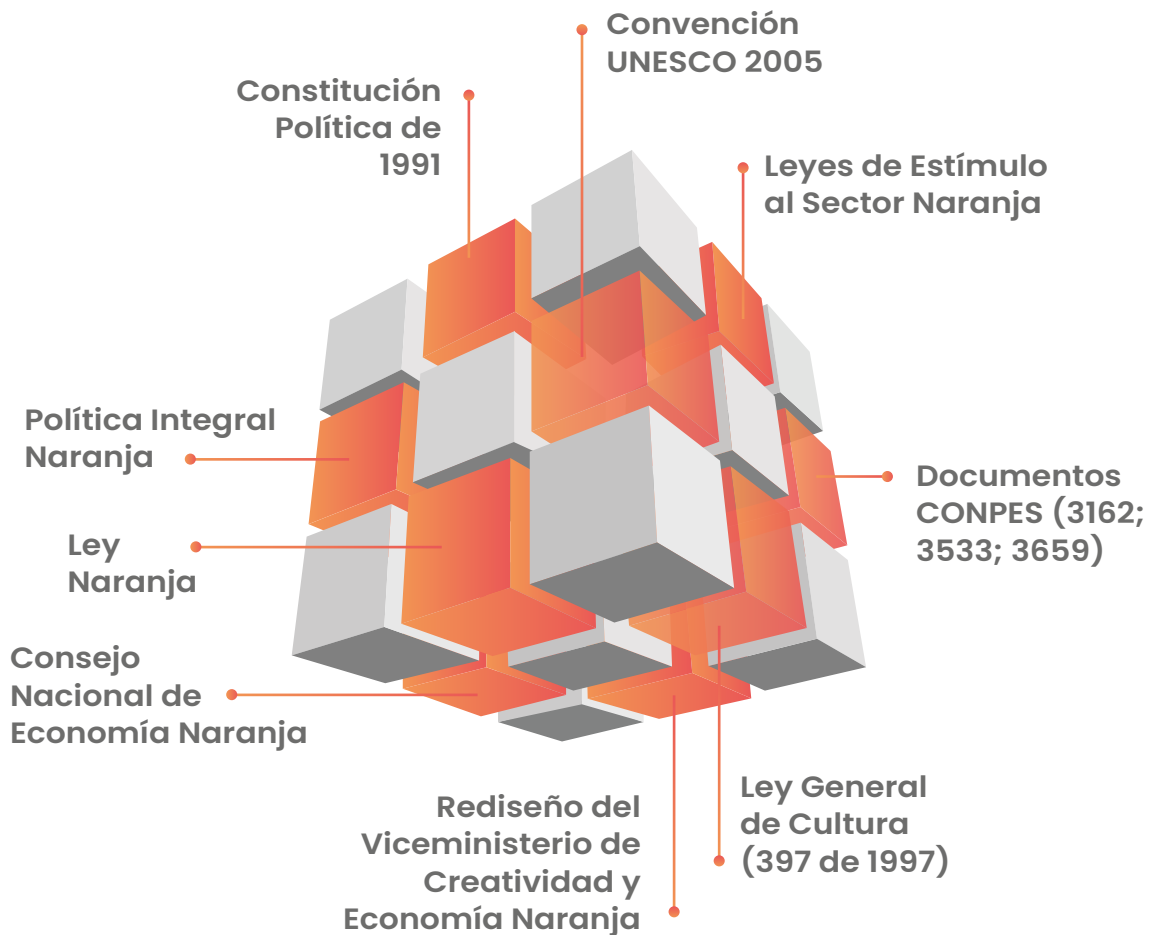 Convención
UNESCO 2005
Constitución
Política de
1991
Leyes de Estímulo
al Sector Naranja
Política Integral
Naranja
Documentos
CONPES (3162;
3533; 3659)
Ley
Naranja
Consejo
Nacional de
Economía Naranja
Ley General
de Cultura
(397 de 1997)
Rediseño del
Viceministerio de
Creatividad y
Economía Naranja